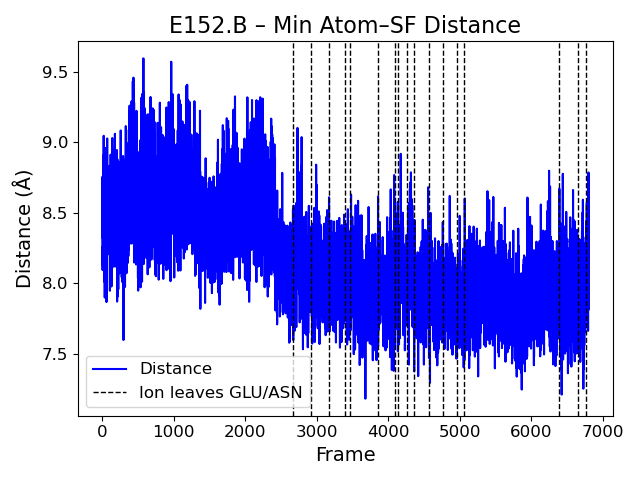 E152.B – Min Atom–SF Distance
Distance (Å)
9.5
9.0
8.5
8.0
7.5
Distance
Ion leaves GLU/ASN
0 1000 2000 3000 4000 5000 6000 7000
Frame